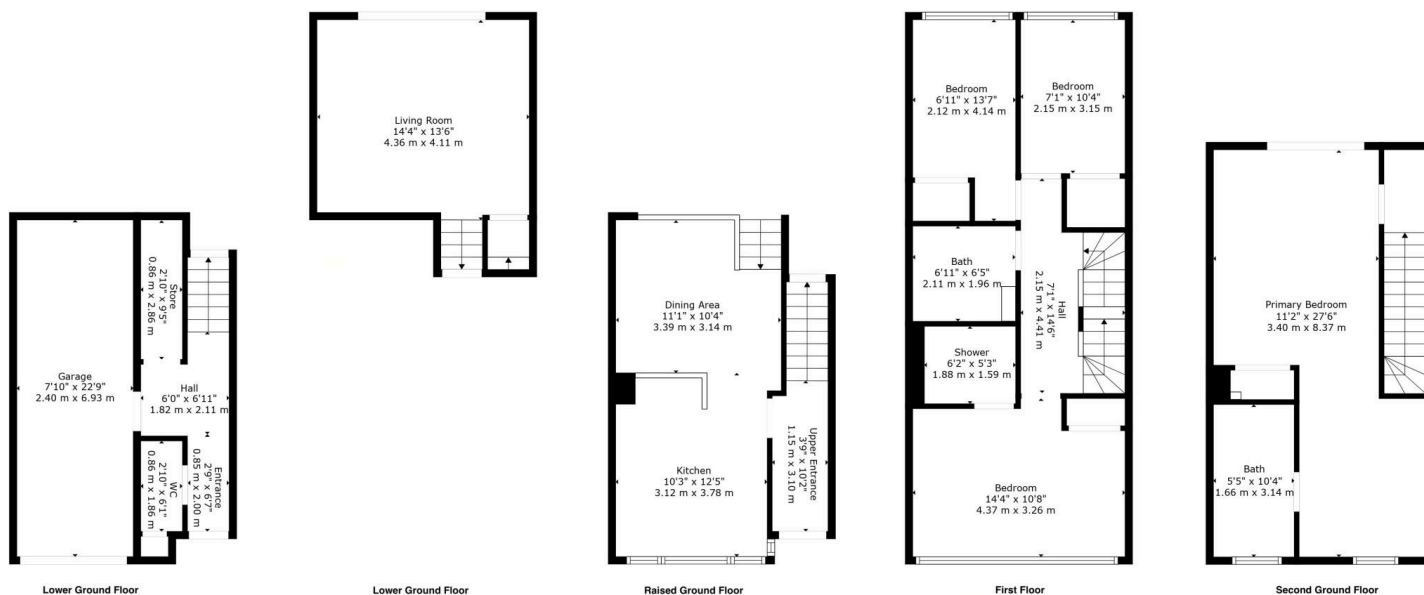 Garage
7'10" x 22'9"
2.40 m x 6.93 m
Store
2'10" x 9'5"
0.86 m x 2.86 m
Hall
6'0" x 6'11"
1.82 m x 2.11 m
WC
2'10" x 6'1"
0.86 m x 1.86 m
Entrance
2'9" x 6'7"
0.85 m x 2.00 m
Lower Ground Floor
Living Room
14'4" x 13'6"
4.36 m x 4.11 m
Lower Ground Floor
Dining Area
11'1" x 10'4"
3.39 m x 3.14 m
Kitchen
10'3" x 12'5"
3.12 m x 3.78 m
Upper Entrance
3'9" x 10'2"
1.15 m x 3.10 m
Raised Ground Floor
Bedroom
6'11" x 13'7"
2.12 m x 4.14 m
Bedroom
7'1" x 10'4"
2.15 m x 3.15 m
Bath
6'11" x 6'5"
2.11 m x 1.96 m
Hall
7'1" x 14'6"
2.15 m x 4.41 m
Shower
6'2" x 5'3"
1.88 m x 1.59 m
Bedroom
14'4" x 10'8"
4.37 m x 3.26 m
First Floor
Primary Bedroom
11'2" x 27'6"
3.40 m x 8.37 m
Bath
5'5" x 10'4"
1.66 m x 3.14 m
Second Ground Floor